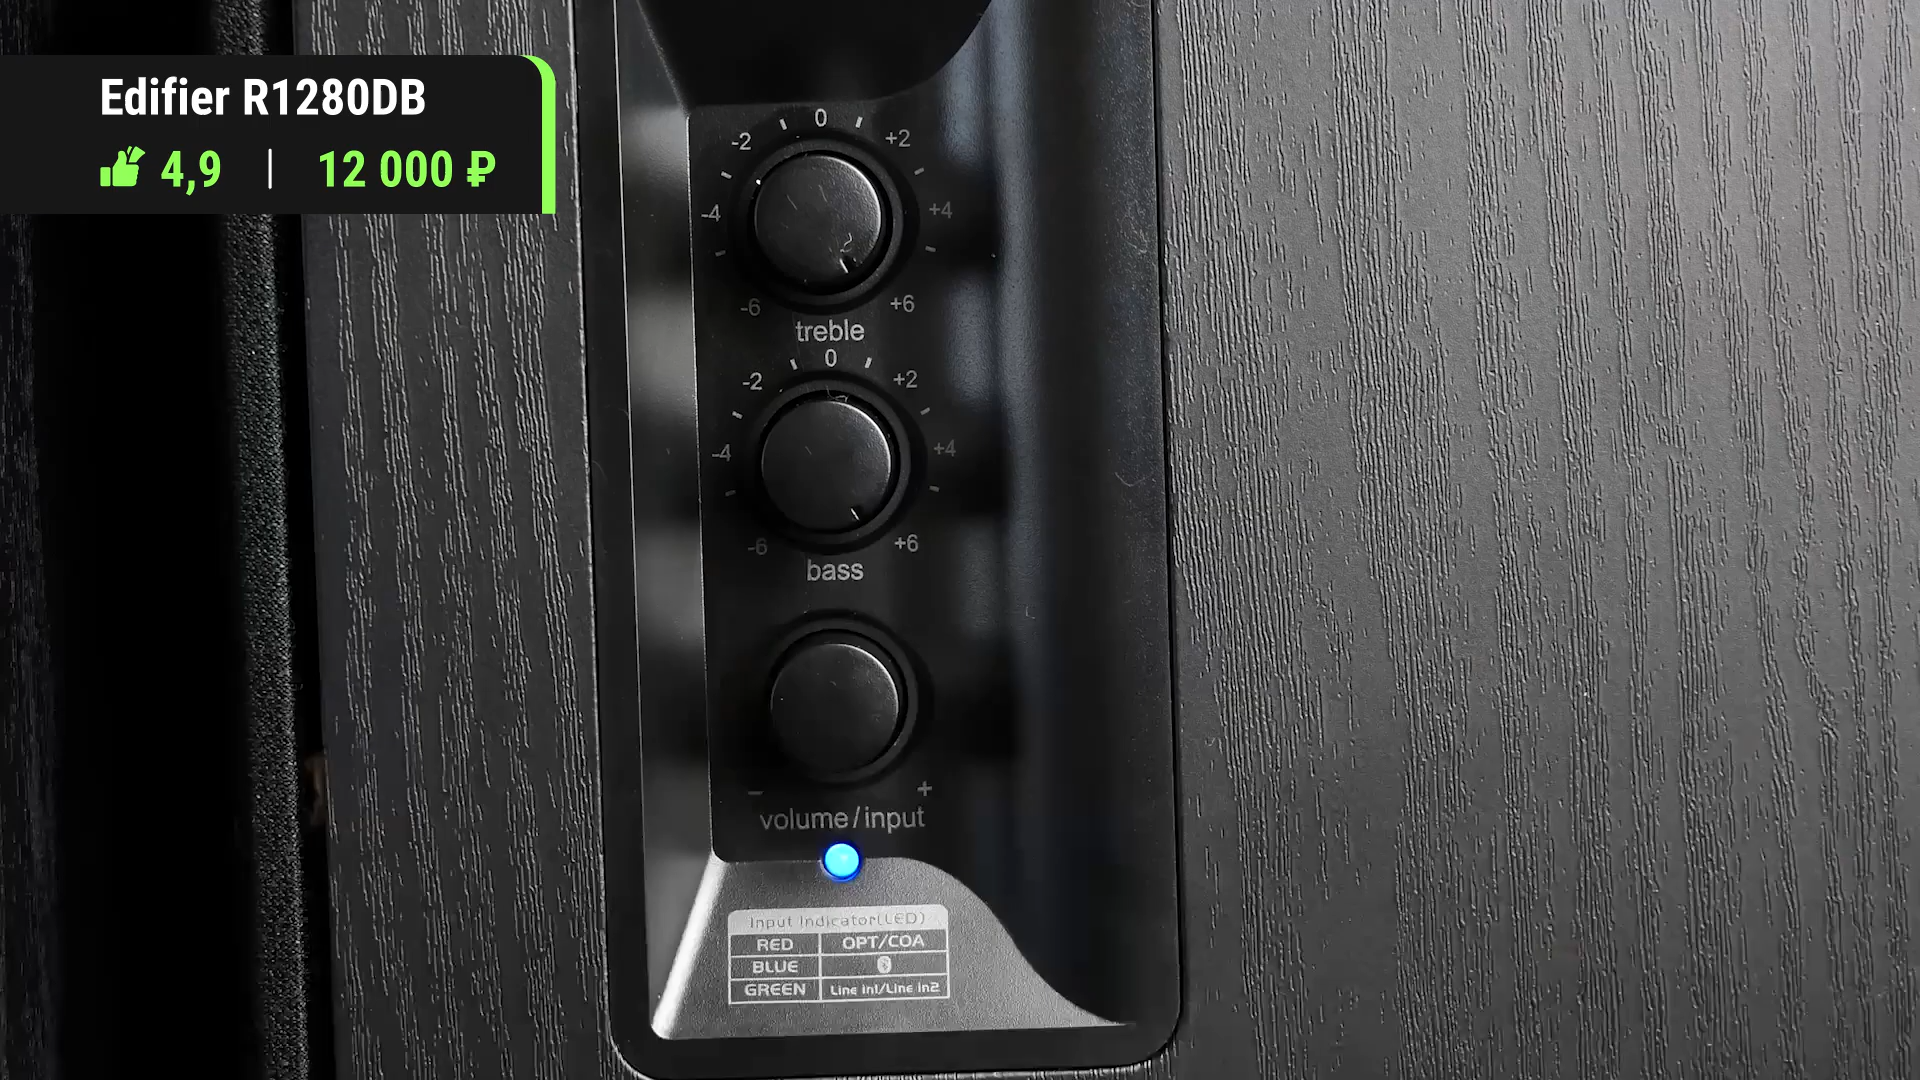 Edifier R1280DB
4,9 | 12 000 ₽
0
-2 +2
-4 +4
-6 +6
treble
0
-2 +2
-4 +4
-6 +6
bass
- +
volume/input
Input Indicator(LED)
RED OPT/COA
BLUE
GREEN Line in1/Line in2